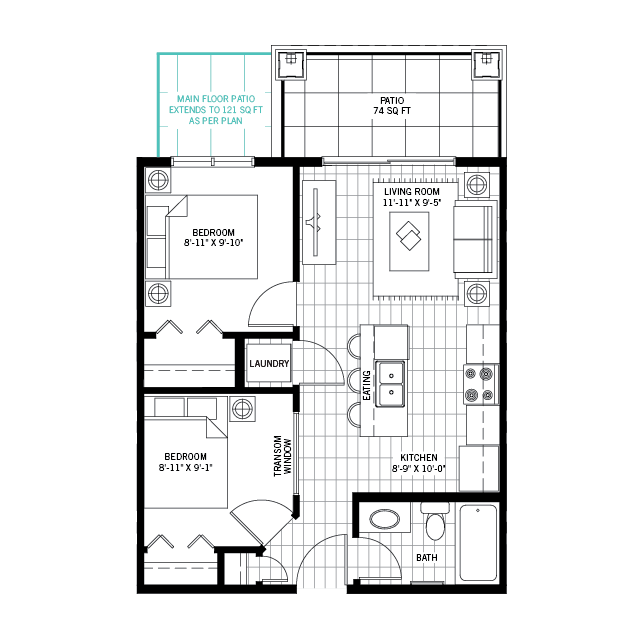 MAIN FLOOR PATIO
EXTENDS TO 121 SQ FT
AS PER PLAN
PATIO
74 SQ FT
LIVING ROOM
11'-11" X 9'-5"
BEDROOM
8'-11" X 9'-10"
LAUNDRY
EATING
BEDROOM
8'-11" X 9'-1"
TRANSOM
WINDOW
KITCHEN
8'-9" X 10'-0"
BATH